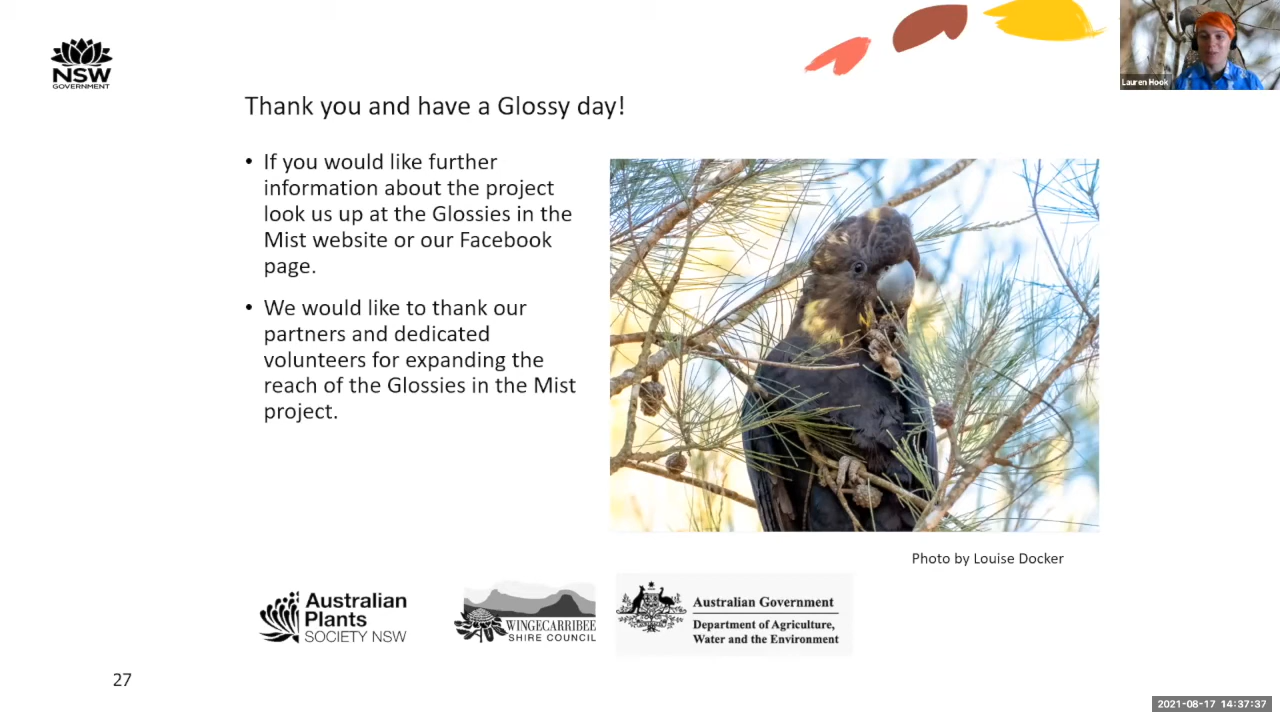 NSW
GOVERNMENT
Lauren Hook
Thank you and have a Glossy day!
• If you would like further
information about the project
look us up at the Glossies in the
Mist website or our Facebook
page.
• We would like to thank our
partners and dedicated
volunteers for expanding the
reach of the Glossies in the Mist
project.
Photo by Louise Docker
Australian
Plants
SOCIETY NSW
WINGECARRIBEE
SHIRE COUNCIL
Australian Government
Department of Agriculture,
Water and the Environment
27
2021-08-17 14:37:37